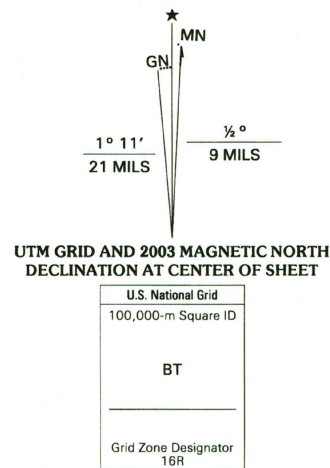 ★
MN
GN
1° 11'
21 MILS
½ °
9 MILS
UTM GRID AND 2003 MAGNETIC NORTH
DECLINATION AT CENTER OF SHEET
U.S. National Grid
100,000-m Square ID
BT
Grid Zone Designator
16R